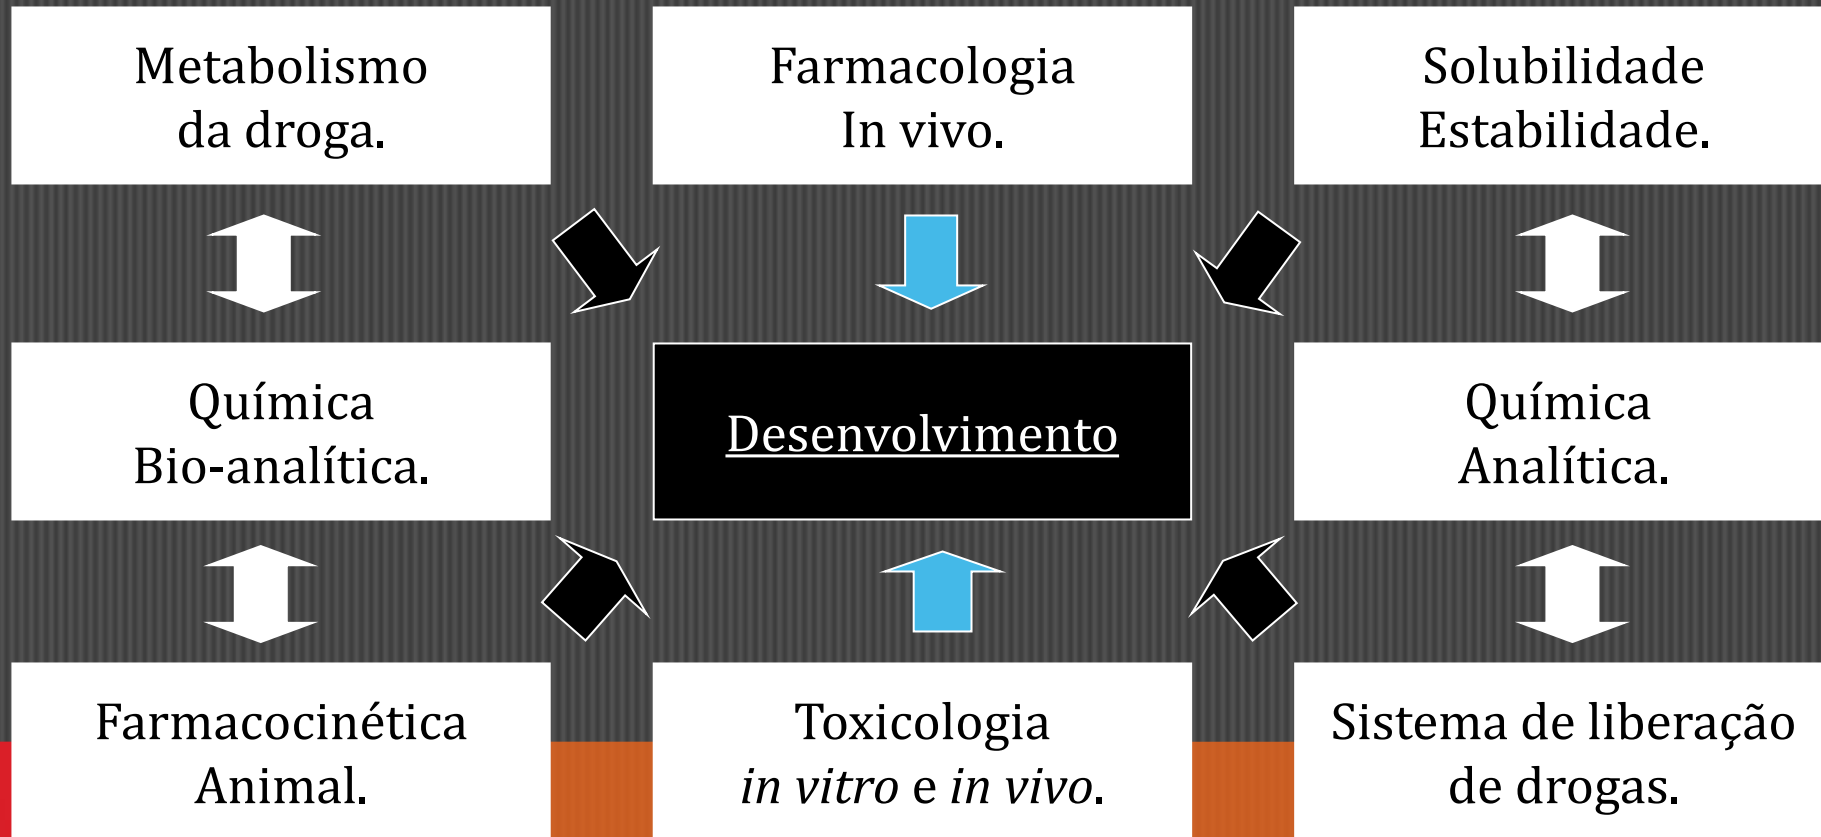 Metabolismo
da droga.
Farmacologia
In vivo.
Solubilidade
Estabilidade.
Química
Bio-analítica.
Desenvolvimento
Química
Analítica.
Farmacocinética
Animal.
Toxicologia
in vitro e in vivo.
Sistema de liberação
de drogas.